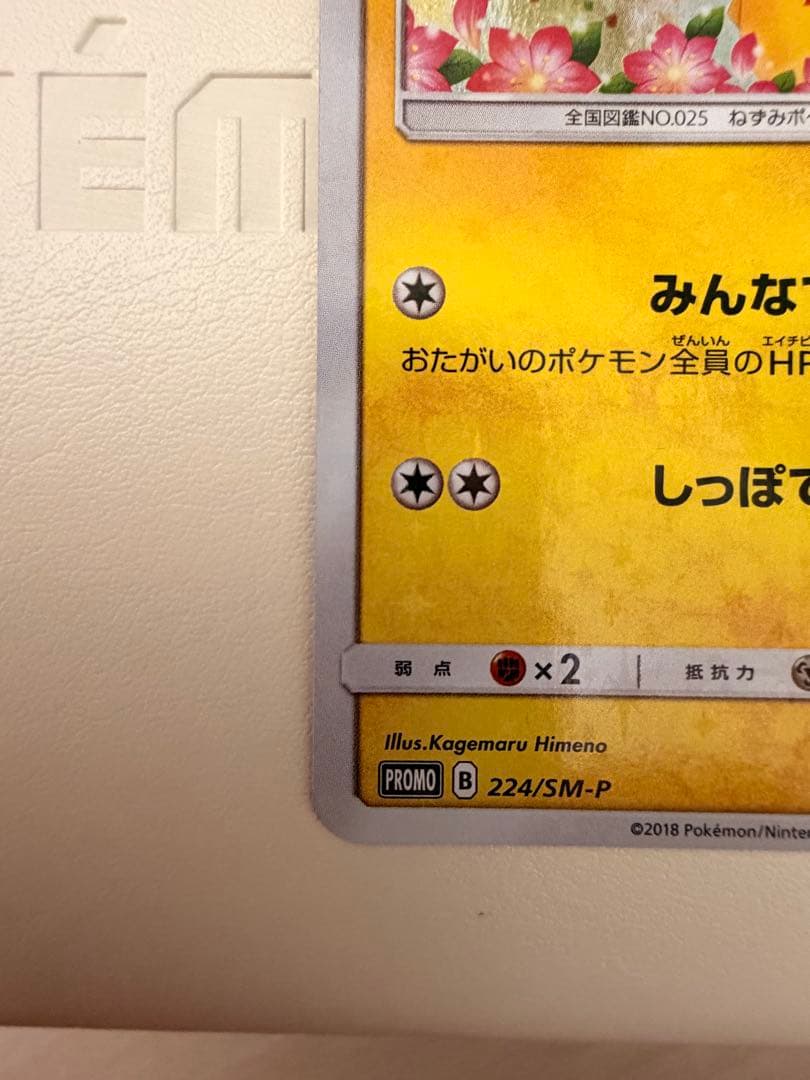 ÉM
全国図鑑NO.025 ねずみポ
みんな
ぜんいん エイチ
おたがいのポケモン全員のHP
しっぽ
弱点 ×2 抵抗力
Illus.Kagemaru Himeno
PROMO B 224/SM-P
©2018 Pokémon/Ninte